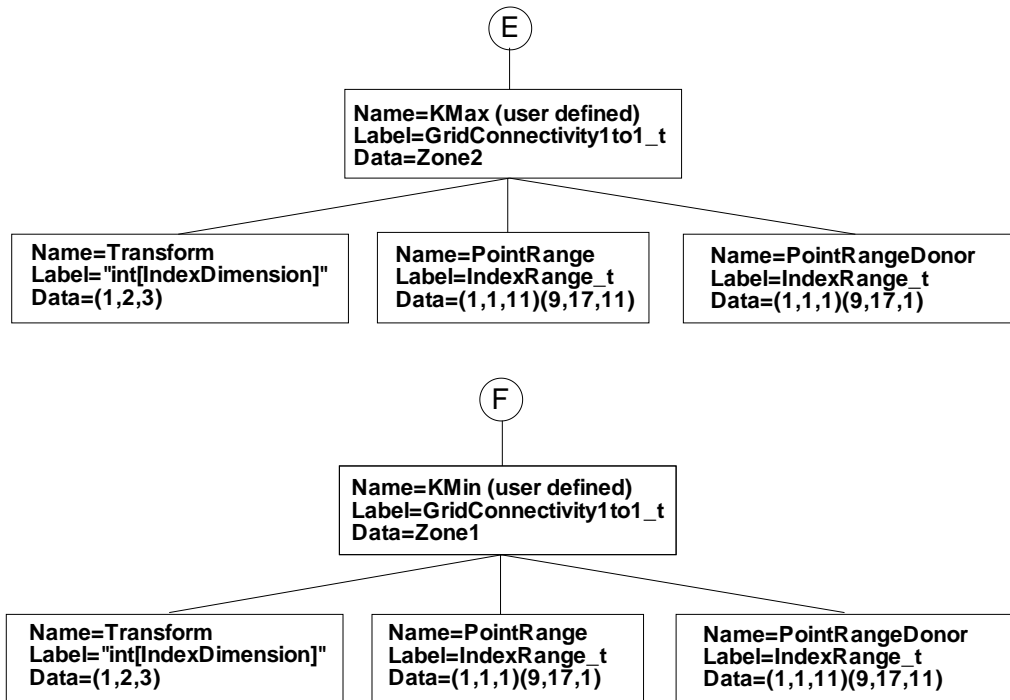 E
Name=KMax (user defined)
Label=GridConnectivity1to1_t
Data=Zone2
Name=Transform
Label="int[IndexDimension]"
Data=(1,2,3)
Name=PointRange
Label=IndexRange_t
Data=(1,1,11)(9,17,11)
Name=PointRangeDonor
Label=IndexRange_t
Data=(1,1,1)(9,17,1)
F
Name=KMin (user defined)
Label=GridConnectivity1to1_t
Data=Zone1
Name=Transform
Label="int[IndexDimension]"
Data=(1,2,3)
Name=PointRange
Label=IndexRange_t
Data=(1,1,1)(9,17,1)
Name=PointRangeDonor
Label=IndexRange_t
Data=(1,1,11)(9,17,11)